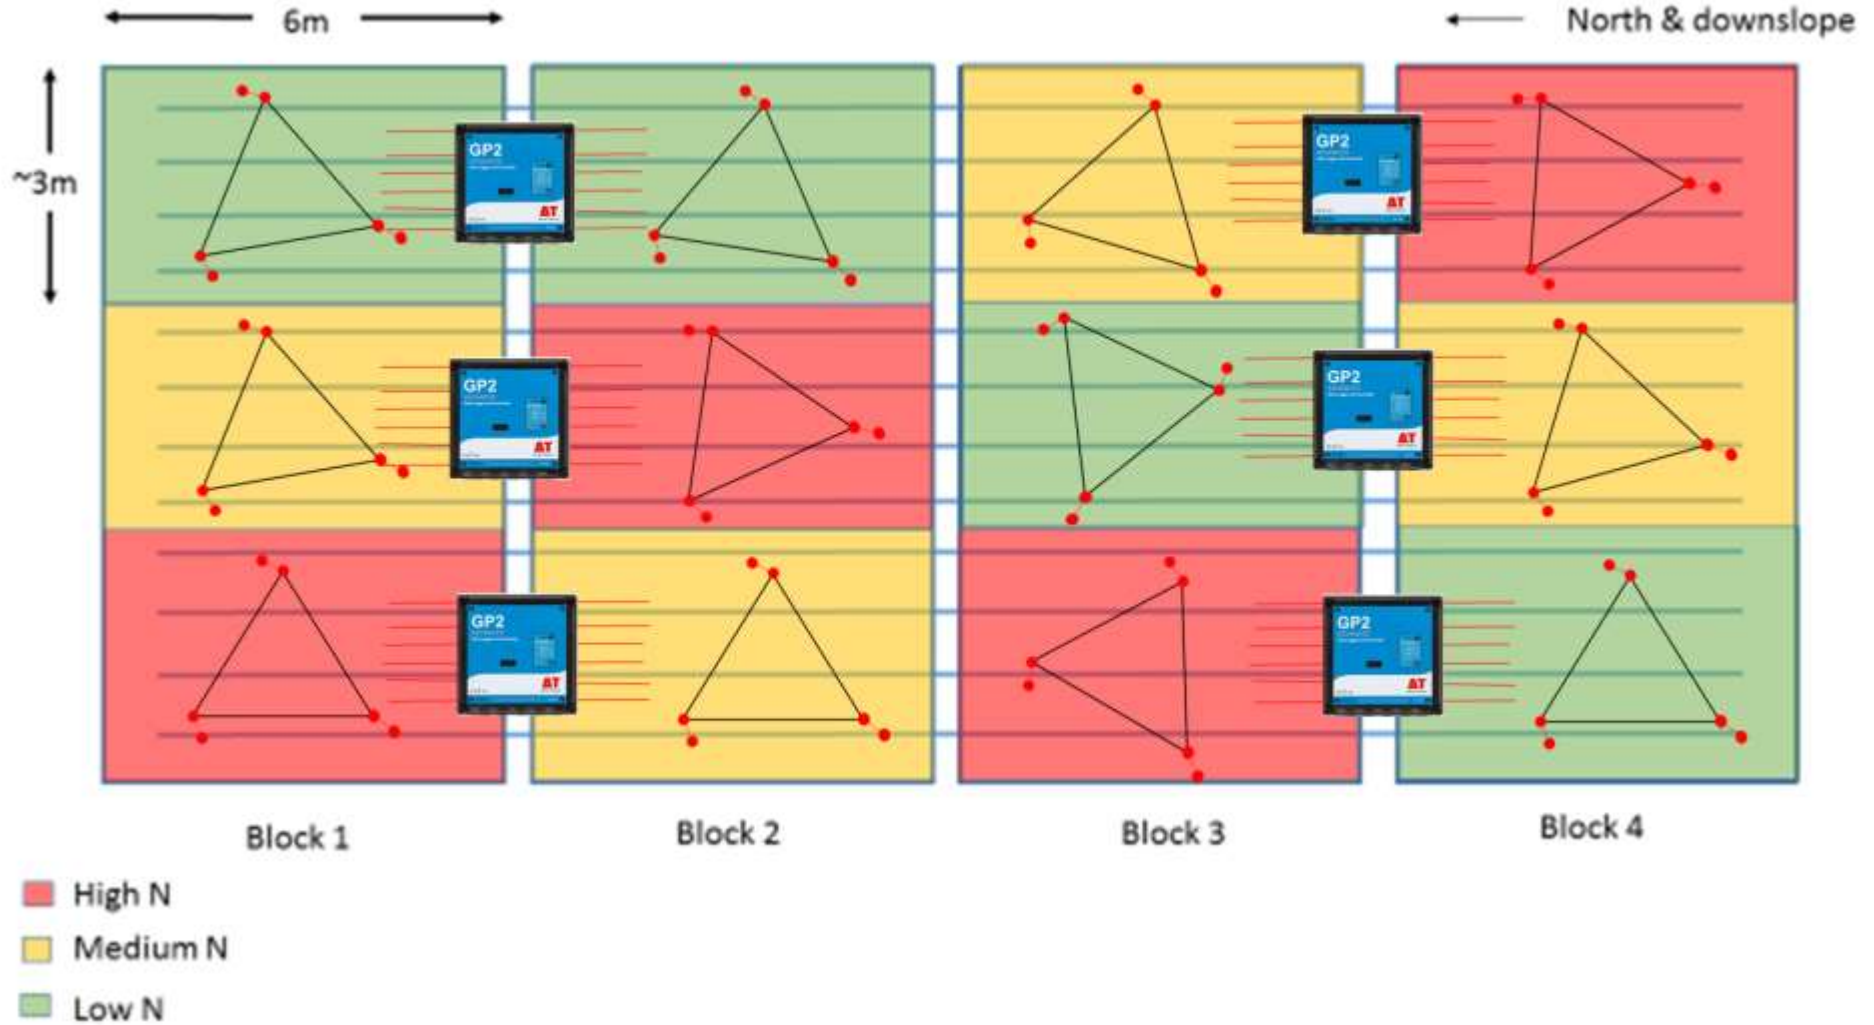 6m
North & downslope
~3m
GP2
AT
GP2
AT
GP2
AT
GP2
AT
GP2
AT
GP2
AT
Block 1
Block 2
Block 3
Block 4
High N
Medium N
Low N